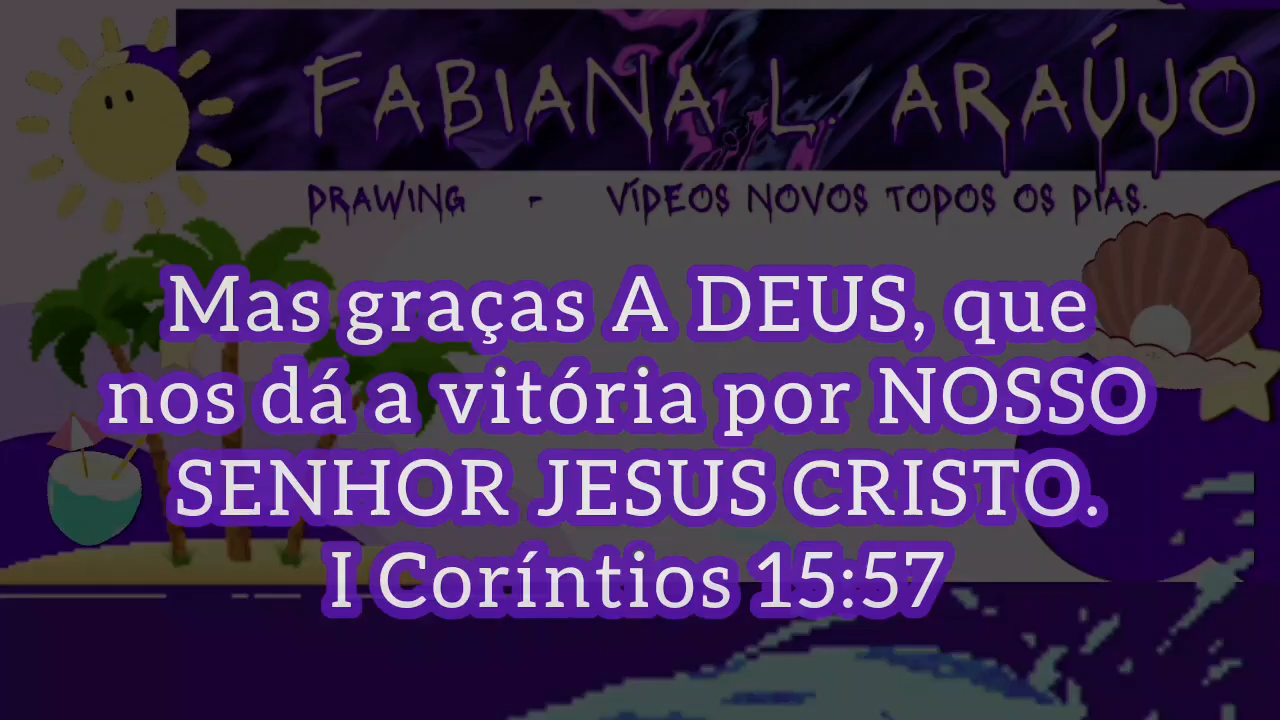 FABIANA L. ARAÚJO
DRAWING - VÍDEOS NOVOS TODOS OS DÍAS.
Mas graças A DEUS, que
nos dá a vitória por NOSSO
SENHOR JESUS CRISTO.
I Coríntios 15:57